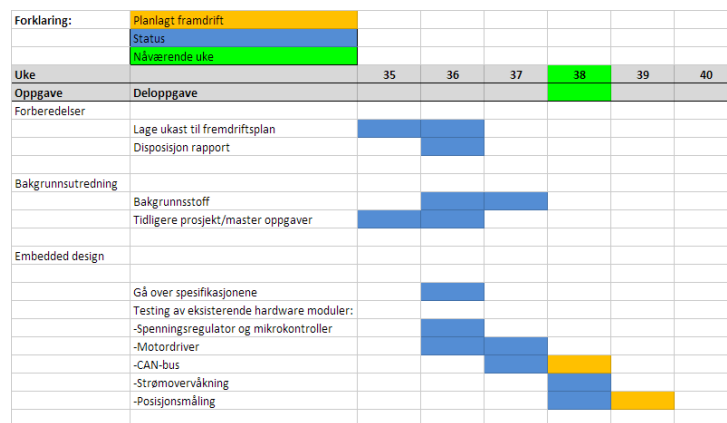 Forklaring: Planlagt framdrift
Status
Nåværende uke
Uke 35 36 37 38 39 40
Oppgave Deloppgave
Forberedelser
Lage ukast til fremdriftsplan
Disposisjon rapport
Bakgrunnsutredning
Bakgrunnsstoff
Tidligere prosjekt/master oppgaver
Embedded design
Gå over spesifikasjonene
Testing av eksisterende hardware moduler:
-Spenningsregulator og mikrokontroller
-Motordriver
-CAN-bus
-Strømovervåkning
-Posisjonsmåling